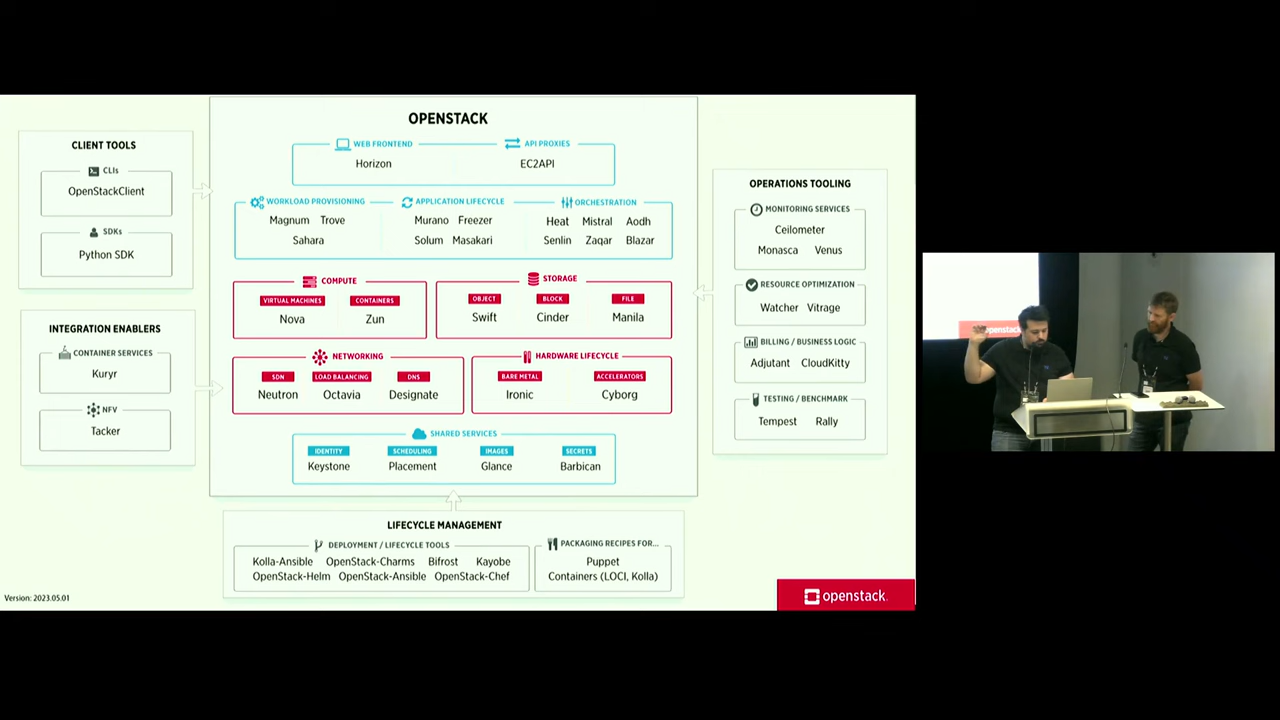 OPENSTACK
WEB FRONTEND
Horizon
API PROXIES
EC2API
WORKLOAD PROVISIONING
Magnum Trove
Sahara
APPLICATION LIFECYCLE
Murano Freezer
Solum Masakari
ORCHESTRATION
Heat Mistral Aodh
Senlin Zaqar Blazar
COMPUTE
VIRTUAL MACHINES
Nova
CONTAINERS
Zun
STORAGE
OBJECT
Swift
BLOCK
Cinder
FILE
Manila
NETWORKING
SDN
Neutron
LOAD BALANCING
Octavia
DNS
Designate
HARDWARE LIFECYCLE
BARE METAL
Ironic
ACCELERATORS
Cyborg
SHARED SERVICES
IDENTITY
Keystone
SCHEDULING
Placement
IMAGES
Glance
SECRETS
Barbican
CLIENT TOOLS
CLIs
OpenStackClient
SDKs
Python SDK
INTEGRATION ENABLERS
CONTAINER SERVICES
Kuryr
NFV
Tacker
OPERATIONS TOOLING
MONITORING SERVICES
Ceilometer
Monasca Venus
RESOURCE OPTIMIZATION
Watcher Vitrage
BILLING / BUSINESS LOGIC
Adjutant CloudKitty
TESTING / BENCHMARK
Tempest Rally
LIFECYCLE MANAGEMENT
DEPLOYMENT / LIFECYCLE TOOLS
Kolla-Ansible OpenStack-Charms Bifrost Kayobe
OpenStack-Helm OpenStack-Ansible OpenStack-Chef
PACKAGING RECIPES FOR...
Puppet
Containers (LOCI, Kolla)
Version: 2023.05.01
openstack.
openstack